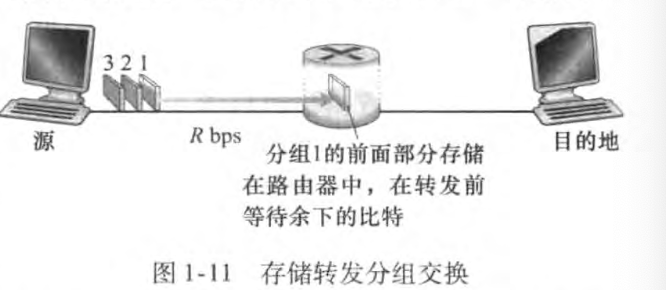 3 2 1
源
R bps
目的地
分组1的前面部分存储
在路由器中，在转发前
等待余下的比特
图 1-11 存储转发分组交换